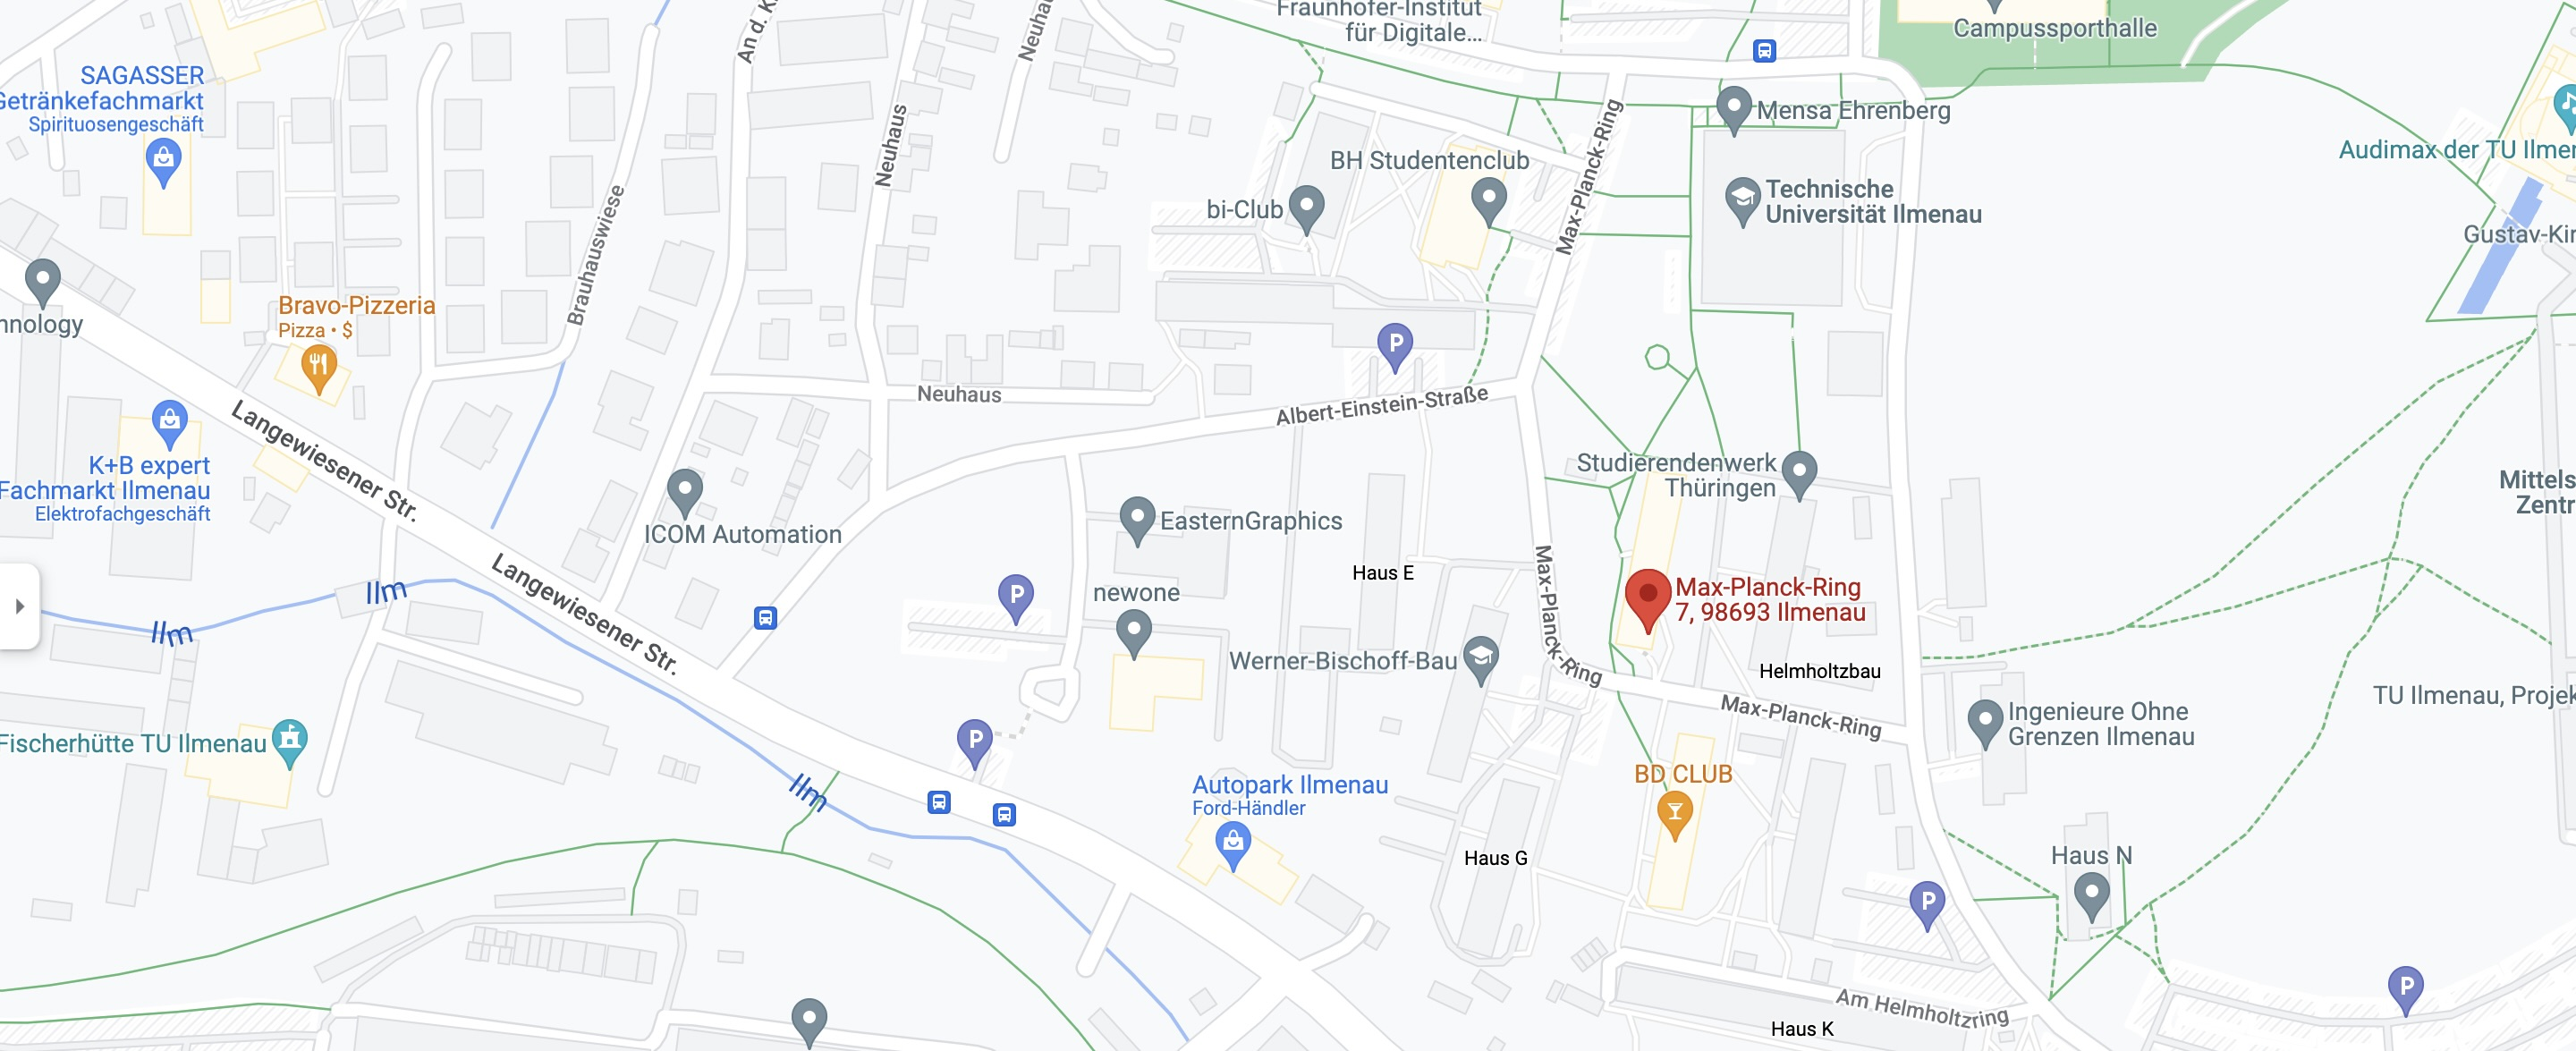 Fraunhofer-Institut
für Digitale...
Campussporthalle
An d. K
Neuhau
SAGASSER
Getränkefachmarkt
Spirituosengeschäft
Mensa Ehrenberg
Max-Planck-Ring
Neuhaus
BH Studentenclub
Audimax der TU Ilmen
Technische
Universität Ilmenau
bi-Club
Brauhauswiese
Gustav-Kir
Bravo-Pizzeria
Pizza • $
nnology
P
Neuhaus
Albert-Einstein-Straße
Langewiesener Str.
K+B expert
Fachmarkt Ilmenau
Elektrofachgeschäft
Studierendenwerk
Thüringen
Mittels
Zentr
ICOM Automation
EasternGraphics
Haus E
Max-Planck-Ring
Ilm
Ilm
Langewiesener Str.
P
newone
Max-Planck-Ring
7, 98693 Ilmenau
Werner-Bischoff-Bau
Helmholtzbau
TU Ilmenau, Projek
Max-Planck-Ring
Ingenieure Ohne
Grenzen Ilmenau
Fischerhütte TU Ilmenau
P
Ilm
Autopark Ilmenau
Ford-Händler
BD CLUB
Haus G
Haus N
P
P
Am Helmholtzring
Haus K